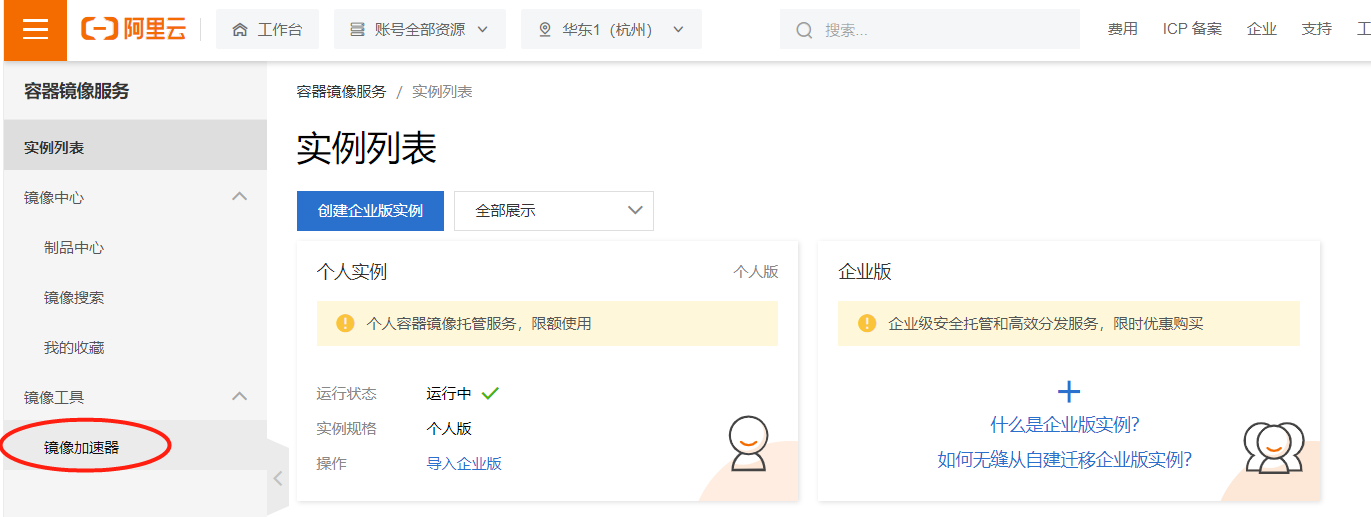 阿里云 工作台 账号全部资源 华东1（杭州） 搜索... 费用 ICP 备案 企业 支持
容器镜像服务
实例列表
镜像中心
制品中心
镜像搜索
我的收藏
镜像工具
镜像加速器
容器镜像服务 / 实例列表
实例列表
创建企业版实例 全部展示
个人实例 个人版
个人容器镜像托管服务，限额使用
运行状态 运行中
实例规格 个人版
操作 导入企业版
企业版
企业级安全托管和高效分发服务，限时优惠购买
什么是企业版实例?
如何无缝从自建迁移企业版实例?